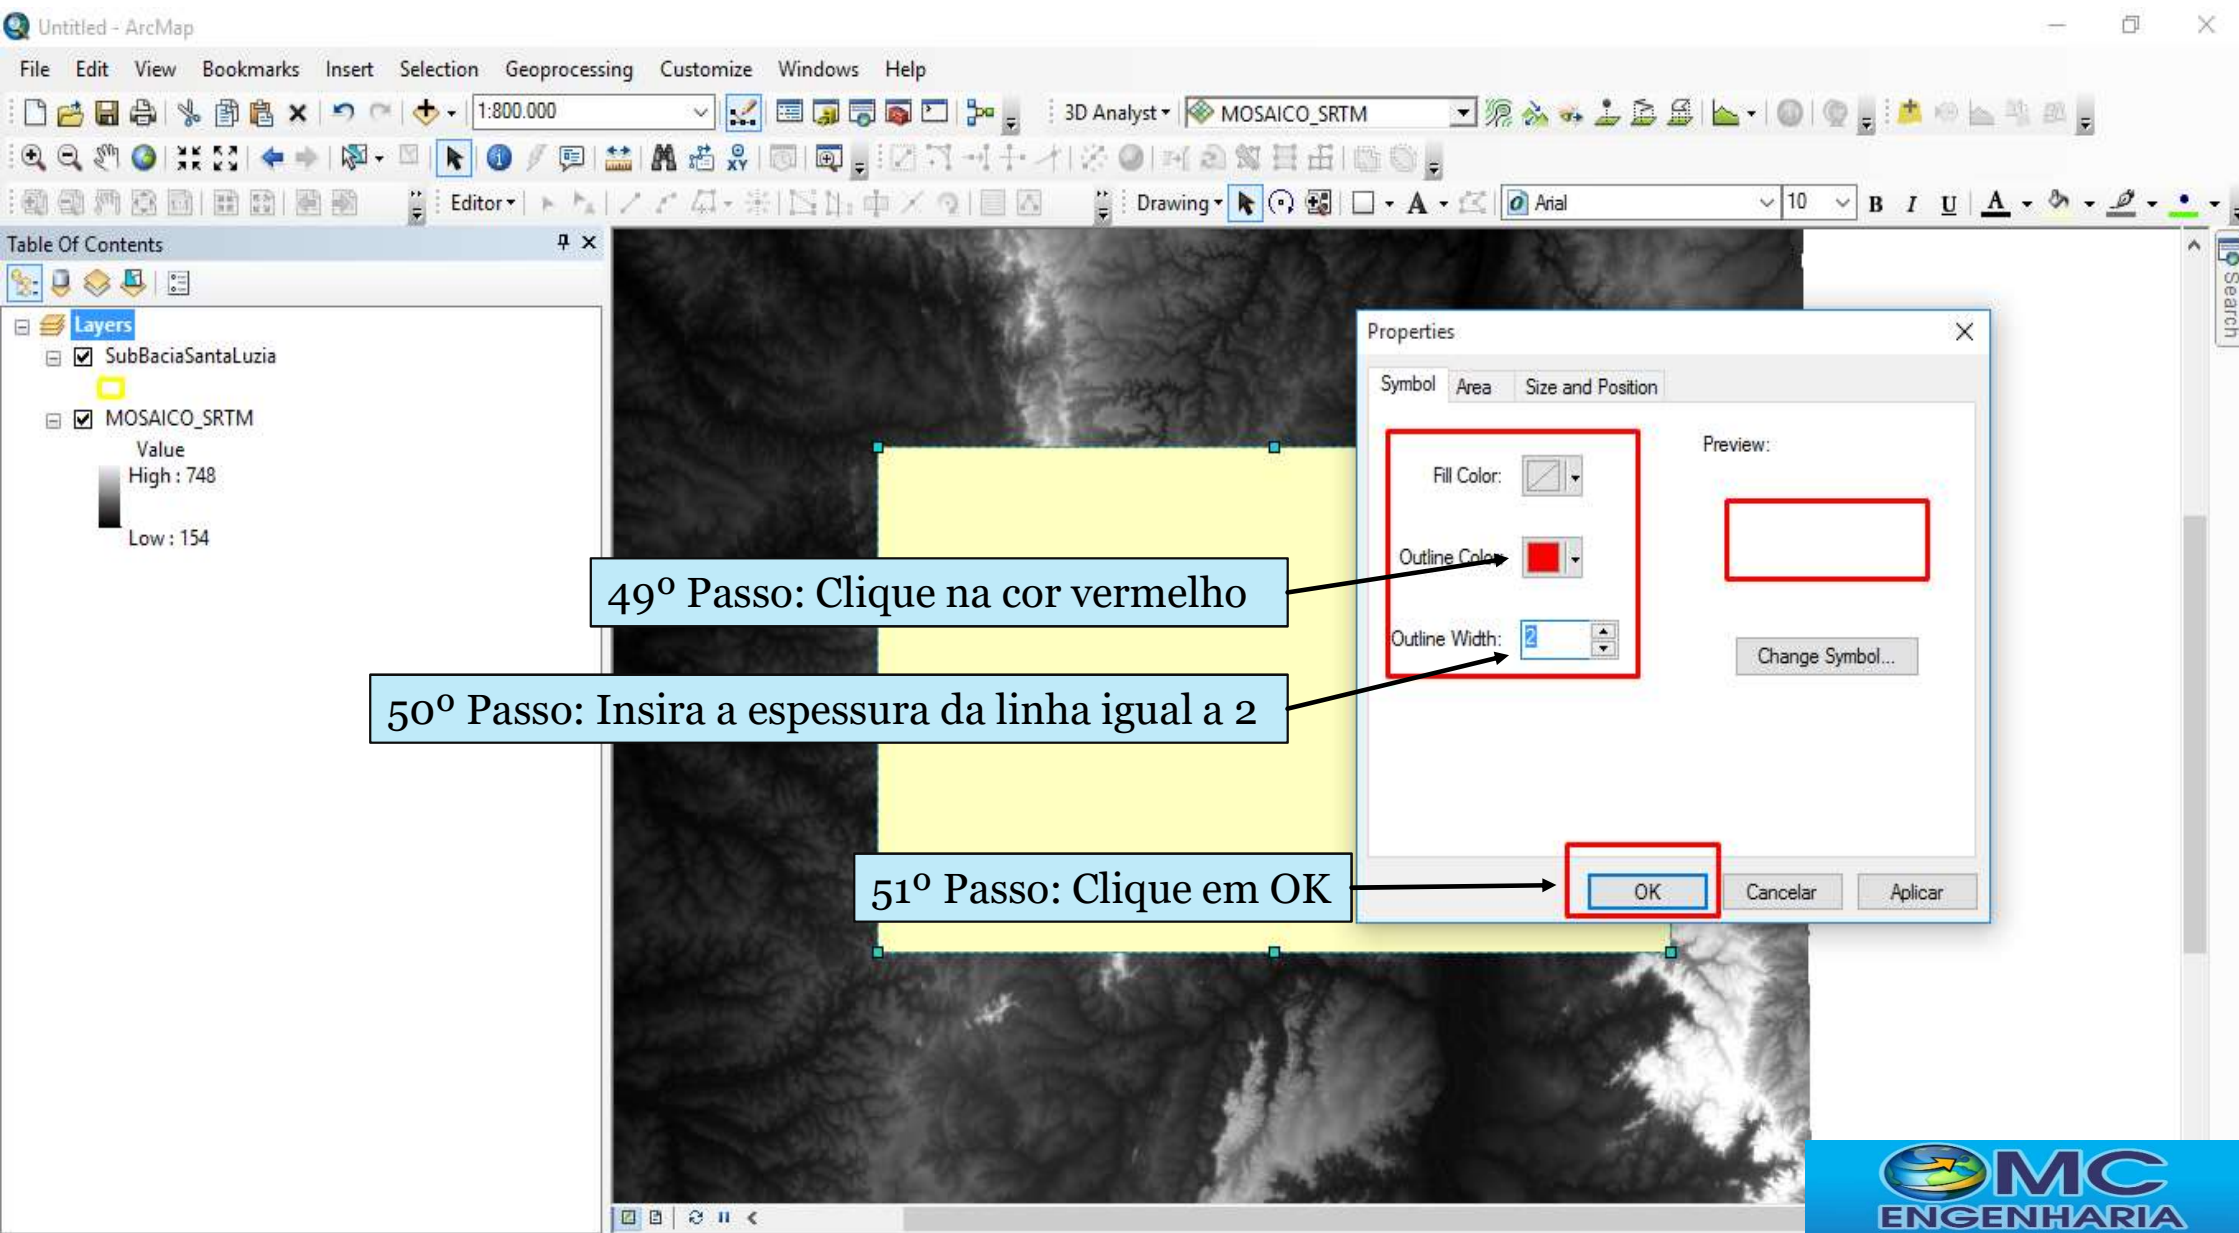 Untitled - ArcMap
File Edit View Bookmarks Insert Selection Geoprocessing Customize Windows Help
1:800.000 3D Analyst MOSAICO_SRTM
Editor Drawing A Arial 10 B I U A
Table Of Contents
Search
Layers
SubBaciaSantaLuzia
MOSAICO_SRTM
Value
High : 748
Low : 154
Properties
Symbol Area Size and Position
Fill Color:
Preview:
Outline Color:
Outline Width: 2
Change Symbol...
OK Cancelar Aplicar
49º Passo: Clique na cor vermelho
50º Passo: Insira a espessura da linha igual a 2
51º Passo: Clique em OK
MC
ENGENHARIA